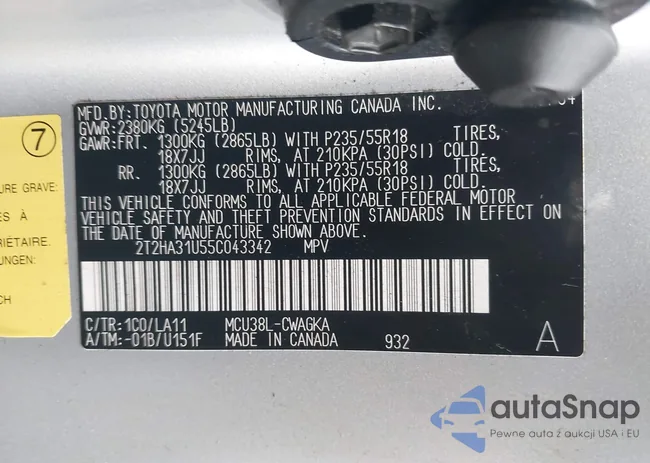 MFD.BY:TOYOTA MOTOR MANUFACTURING CANADA INC.
GVWR:2380KG (5245LB)
GAWR:FRT. 1300KG (2865LB) WITH P235/55R18 TIRES,
18X7JJ RIMS, AT 210KPA (30PSI) COLD.
RR. 1300KG (2865LB) WITH P235/55R18 TIRES,
18X7JJ RIMS, AT 210KPA (30PSI) COLD.
THIS VEHICLE CONFORMS TO ALL APPLICABLE FEDERAL MOTOR
VEHICLE SAFETY AND THEFT PREVENTION STANDARDS IN EFFECT ON
THE DATE OF MANUFACTURE SHOWN ABOVE.
2T2HA31U55C043342 MPV
C/TR:1C0/LA11 MCU38L-CWAGKA
A/TM:-01B/U151F MADE IN CANADA 932 A
7
URE GRAVE:
À
RIÉTAIRE.
UNGEN:
CH
autaSnap
Pewne auta z aukcji USA i EU